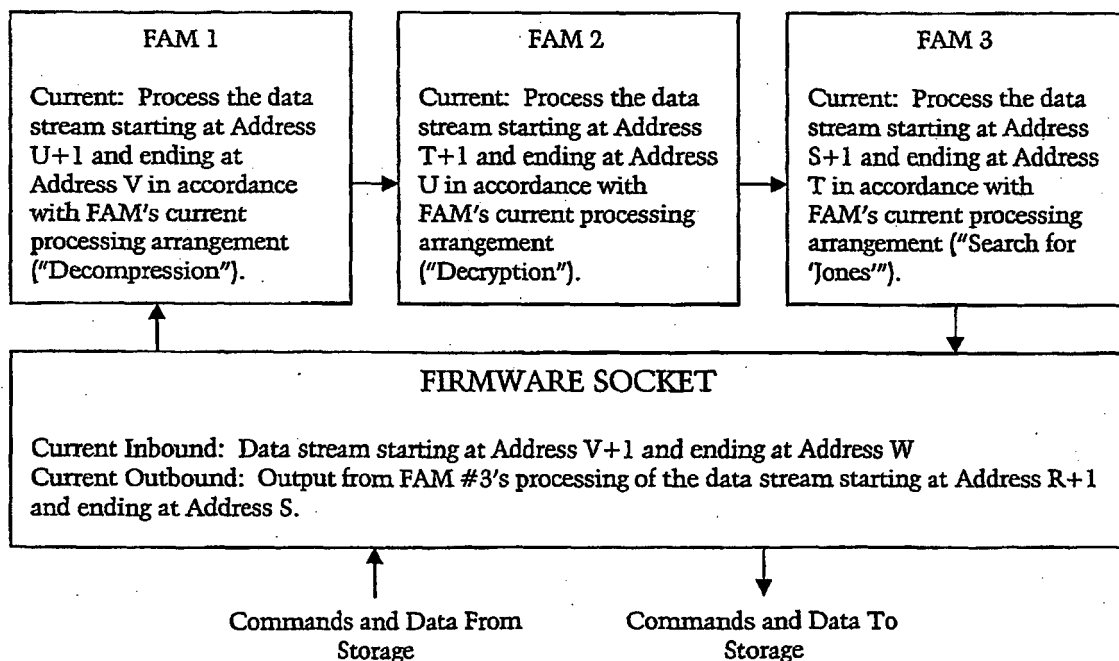 FAM 1
Current: Process the data
stream starting at Address
U+1 and ending at
Address V in accordance
with FAM's current
processing arrangement
("Decompression").
FAM 2
Current: Process the data
stream starting at Address
T+1 and ending at Address
U in accordance with
FAM's current processing
arrangement
("Decryption").
FAM 3
Current: Process the data
stream starting at Address
S+1 and ending at Address
T in accordance with
FAM's current processing
arrangement ("Search for
'Jones'").
FIRMWARE SOCKET
Current Inbound: Data stream starting at Address V+1 and ending at Address W
Current Outbound: Output from FAM #3's processing of the data stream starting at Address R+1
and ending at Address S.
Commands and Data From
Storage
Commands and Data To
Storage